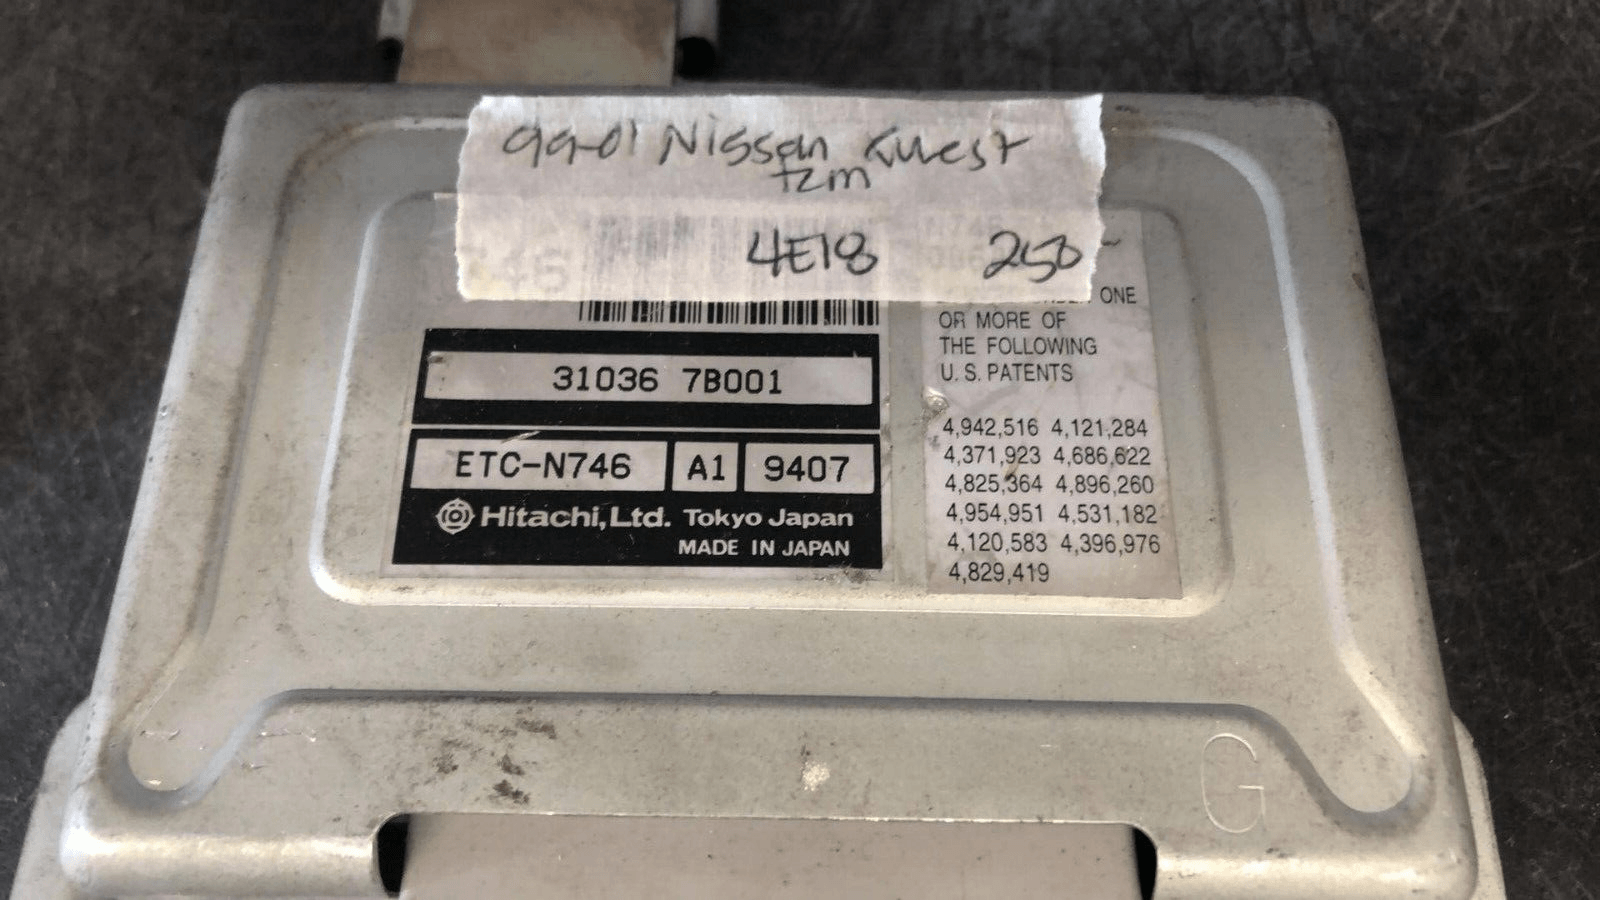 99-01 Nissan Quest
tzm
4E18 250-
ONE
OR MORE OF
THE FOLLOWING
U.S. PATENTS
31036 7B001
ETC-N746 A1 9407
Hitachi,Ltd. Tokyo Japan
MADE IN JAPAN
4,942,516 4,121,284
4,371,923 4,686,622
4,825,364 4,896,260
4,954,951 4,531,182
4,120,583 4,396,976
4,829,419
G